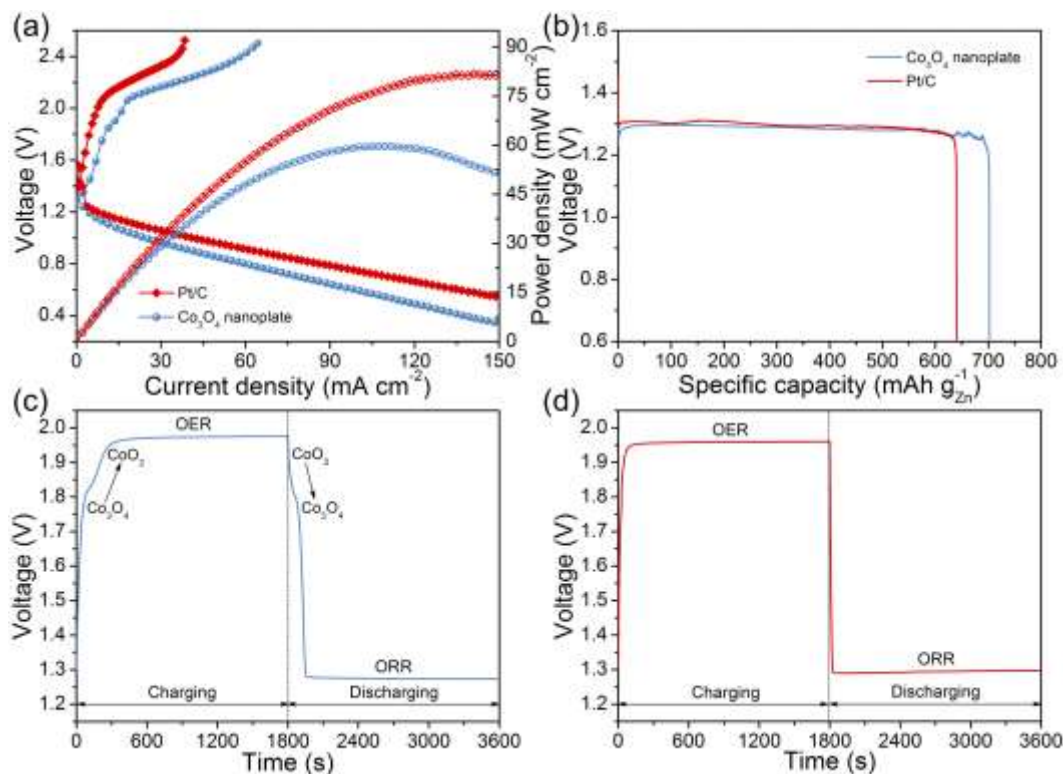 (a)
Voltage (V)
2.4
2.0
1.6
1.2
0.8
0.4
0 30 60 90 120 150
Current density (mA cm⁻²)
Power density (mW cm⁻²)
90
75
60
45
30
15
0
Pt/C
Co₃O₄ nanoplate
(b)
Voltage (V)
1.6
1.4
1.2
1.0
0.8
0.6
0 100 200 300 400 500 600 700 800
Specific capacity (mAh g⁻¹Zn)
Co₃O₄ nanoplate
Pt/C
(c)
Voltage (V)
2.1
2.0
1.9
1.8
1.7
1.6
1.5
1.4
1.3
1.2
OER
CoO₂
Co₃O₄
CoO₂
Co₃O₄
ORR
Charging
Discharging
0 600 1200 1800 2400 3000 3600
Time (s)
(d)
Voltage (V)
2.1
2.0
1.9
1.8
1.7
1.6
1.5
1.4
1.3
1.2
OER
ORR
Charging
Discharging
0 600 1200 1800 2400 3000 3600
Time (s)